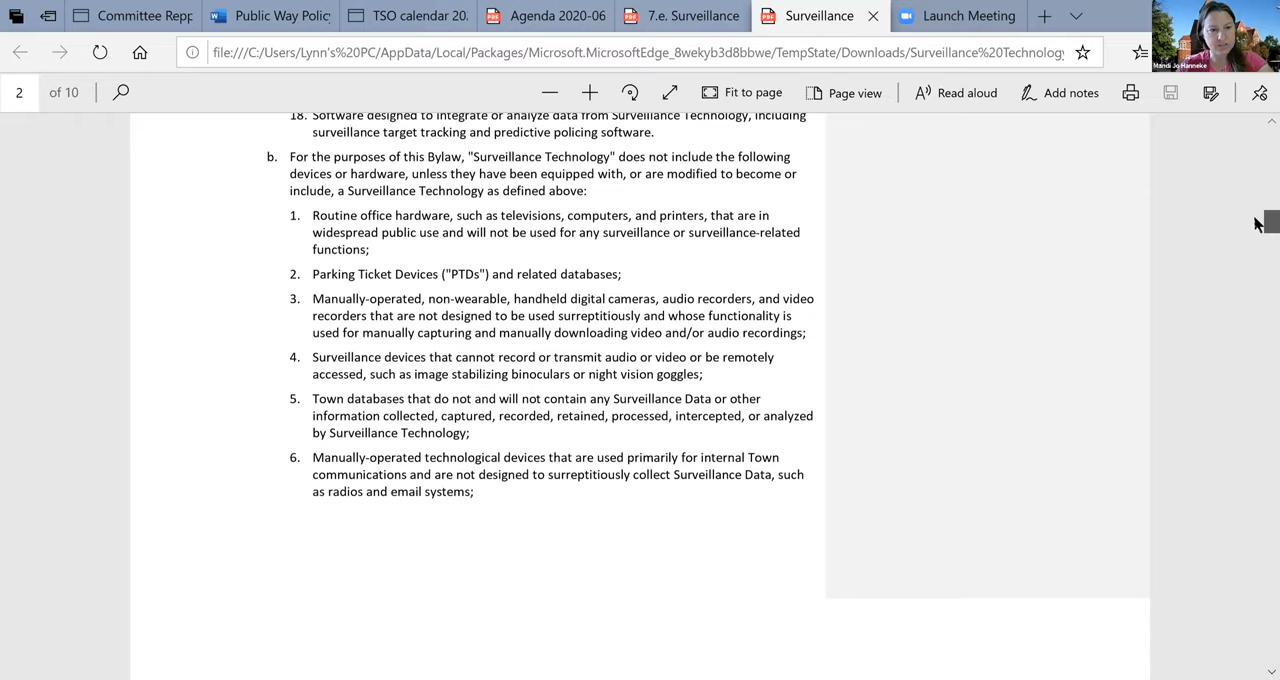 Committee Repp
Public Way Polic
TSO calendar 202
Agenda 2020-06
7.e. Surveillance
Surveillance
Launch Meeting
file:///C:/Users/Lynn's%20PC/AppData/Local/Packages/Microsoft.MicrosoftEdge_8wekyb3d8bbwe/TempState/Downloads/Surveillance%20Technology
Mandi Jo Hanneke
2 of 10
Fit to page
Page view
Read aloud
Add notes
18. Software designed to integrate or analyze data from Surveillance Technology, including
surveillance target tracking and predictive policing software.
b. For the purposes of this Bylaw, "Surveillance Technology" does not include the following
devices or hardware, unless they have been equipped with, or are modified to become or
include, a Surveillance Technology as defined above:
1. Routine office hardware, such as televisions, computers, and printers, that are in
widespread public use and will not be used for any surveillance or surveillance-related
functions;
2. Parking Ticket Devices ("PTDs") and related databases;
3. Manually-operated, non-wearable, handheld digital cameras, audio recorders, and video
recorders that are not designed to be used surreptitiously and whose functionality is
used for manually capturing and manually downloading video and/or audio recordings;
4. Surveillance devices that cannot record or transmit audio or video or be remotely
accessed, such as image stabilizing binoculars or night vision goggles;
5. Town databases that do not and will not contain any Surveillance Data or other
information collected, captured, recorded, retained, processed, intercepted, or analyzed
by Surveillance Technology;
6. Manually-operated technological devices that are used primarily for internal Town
communications and are not designed to surreptitiously collect Surveillance Data, such
as radios and email systems;